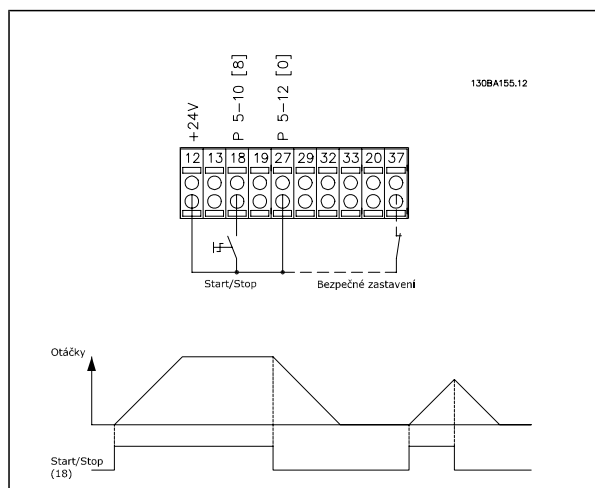 130BA155.12
+24V
P 5-10 [8]
P 5-12 [0]
12 13 18 19 27 29 32 33 20 37
Start/Stop
Bezpečné zastavení
Otáčky
Start/Stop
(18)